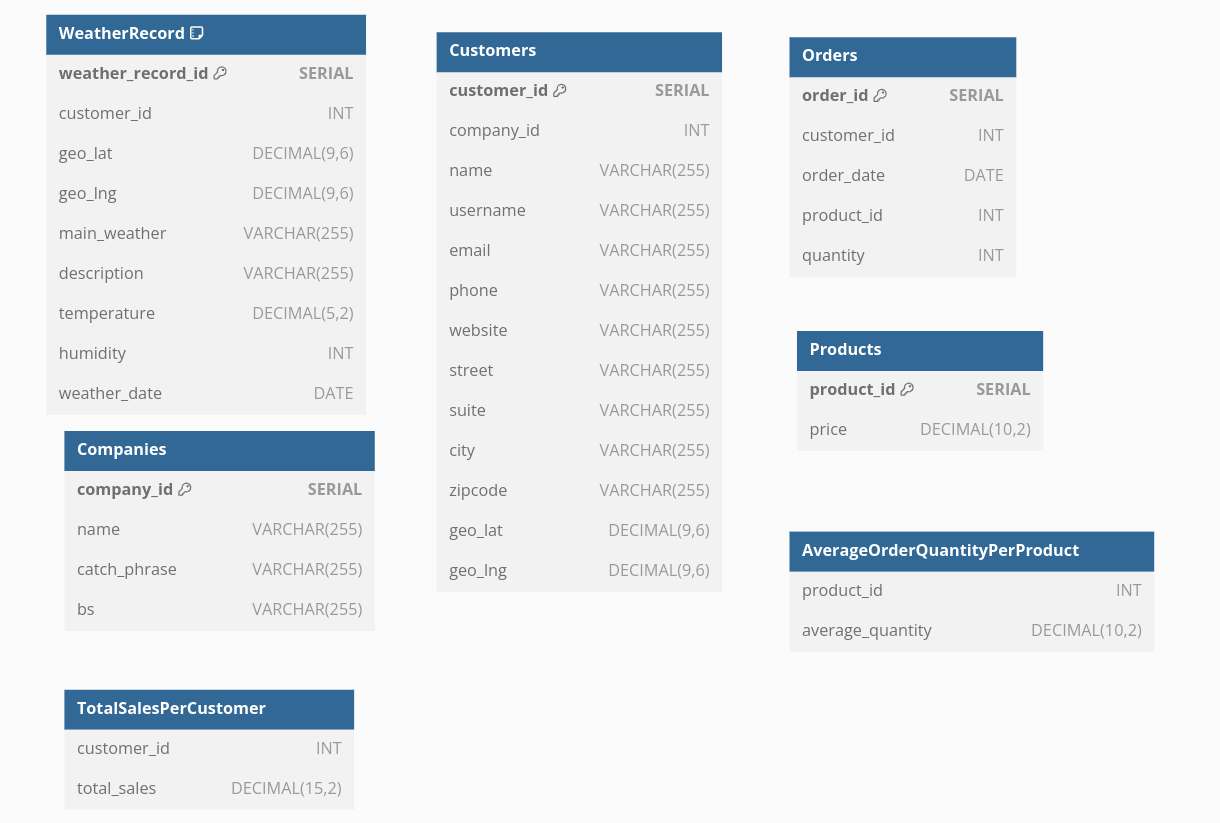 WeatherRecord
weather_record_id SERIAL
customer_id INT
geo_lat DECIMAL(9,6)
geo_lng DECIMAL(9,6)
main_weather VARCHAR(255)
description VARCHAR(255)
temperature DECIMAL(5,2)
humidity INT
weather_date DATE
Companies
company_id SERIAL
name VARCHAR(255)
catch_phrase VARCHAR(255)
bs VARCHAR(255)
TotalSalesPerCustomer
customer_id INT
total_sales DECIMAL(15,2)
Customers
customer_id SERIAL
company_id INT
name VARCHAR(255)
username VARCHAR(255)
email VARCHAR(255)
phone VARCHAR(255)
website VARCHAR(255)
street VARCHAR(255)
suite VARCHAR(255)
city VARCHAR(255)
zipcode VARCHAR(255)
geo_lat DECIMAL(9,6)
geo_lng DECIMAL(9,6)
Orders
order_id SERIAL
customer_id INT
order_date DATE
product_id INT
quantity INT
Products
product_id SERIAL
price DECIMAL(10,2)
AverageOrderQuantityPerProduct
product_id INT
average_quantity DECIMAL(10,2)